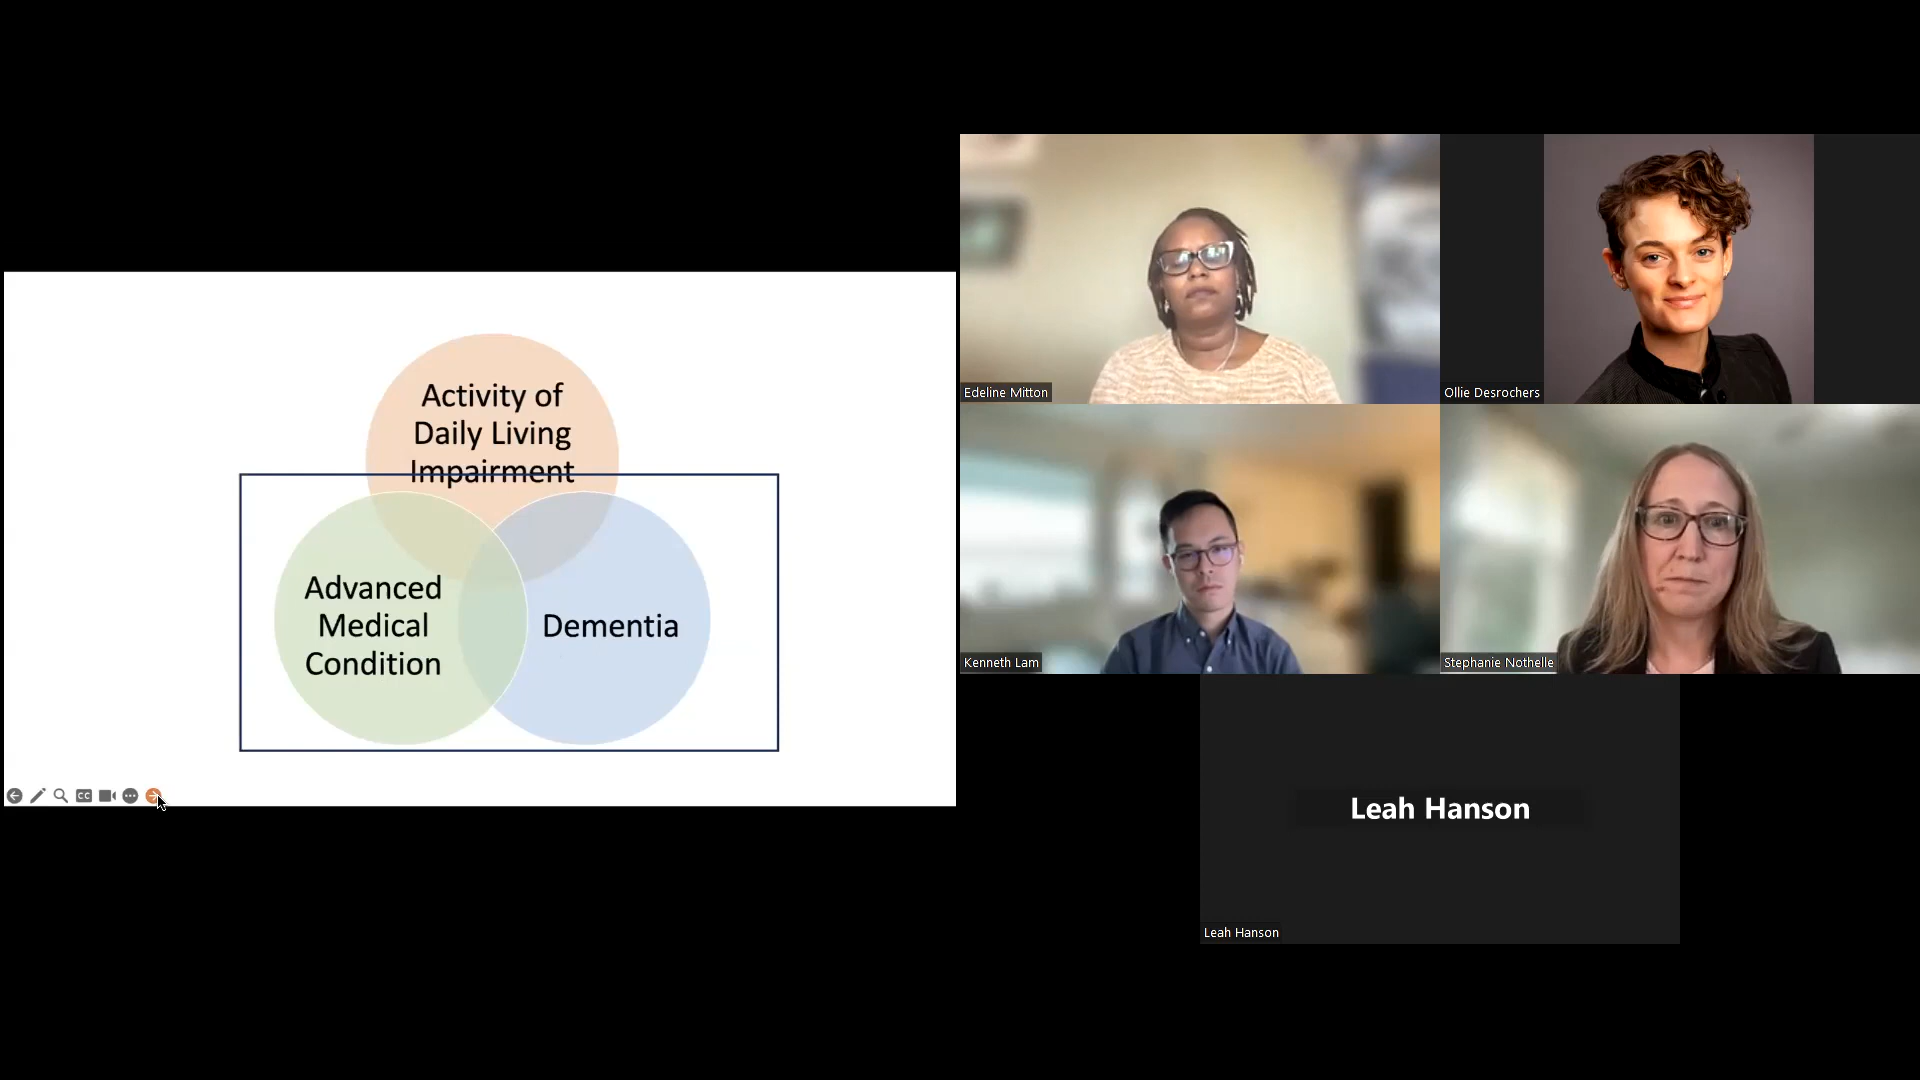 Activity of
Daily Living
Impairment
Advanced
Medical
Condition
Dementia
CC
Edeline Mitton
Ollie Desrochers
Kenneth Lam
Stephanie Nothelle
Leah Hanson
Leah Hanson